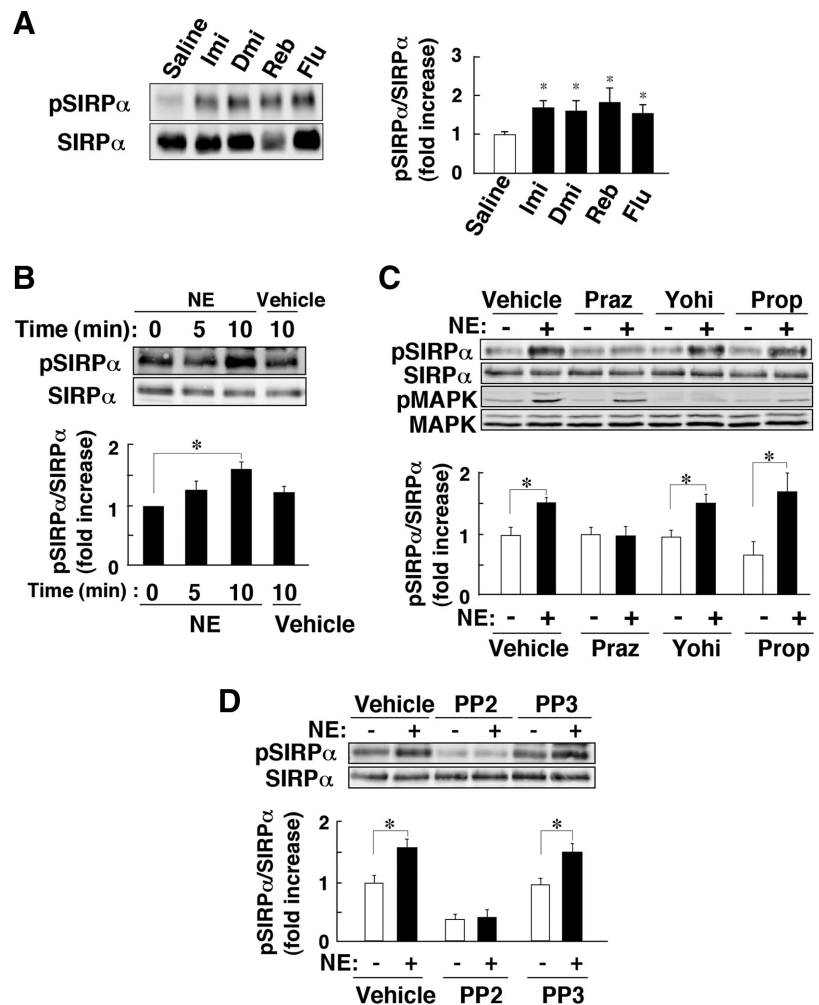 A
Saline Imi Dmi Reb Flu
pSIRPα
SIRPα
pSIRPα/SIRPα
(fold increase)
3
2
1
0
* * * *
Saline Imi Dmi Reb Flu
B
NE Vehicle
Time (min): 0 5 10 10
pSIRPα
SIRPα
pSIRPα/SIRPα
(fold increase)
2
1
0
*
Time (min) : 0 5 10 10
NE Vehicle
C
Vehicle Praz Yohi Prop
NE: - + - + - + - +
pSIRPα
SIRPα
pMAPK
MAPK
pSIRPα/SIRPα
(fold increase)
2
1
0
* * *
NE: - + - + - + - +
Vehicle Praz Yohi Prop
D
Vehicle PP2 PP3
NE: - + - + - +
pSIRPα
SIRPα
pSIRPα/SIRPα
(fold increase)
2
1
0
* *
NE: - + - + - +
Vehicle PP2 PP3